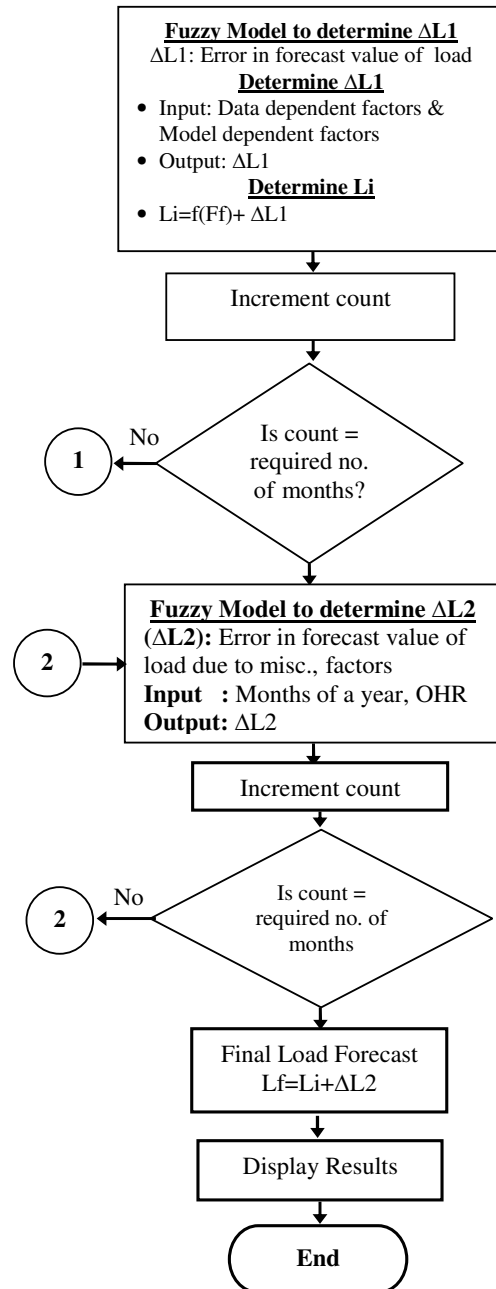 Fuzzy Model to determine ΔL1
ΔL1: Error in forecast value of load
Determine ΔL1
• Input: Data dependent factors &
Model dependent factors
• Output: ΔL1
Determine Li
• Li=f(Ff)+ ΔL1
Increment count
Is count =
required no.
of months?
No
1
Fuzzy Model to determine ΔL2
(ΔL2): Error in forecast value of
load due to misc., factors
Input : Months of a year, OHR
Output: ΔL2
2
Increment count
Is count =
required no. of
months
No
2
Final Load Forecast
Lf=Li+ΔL2
Display Results
End